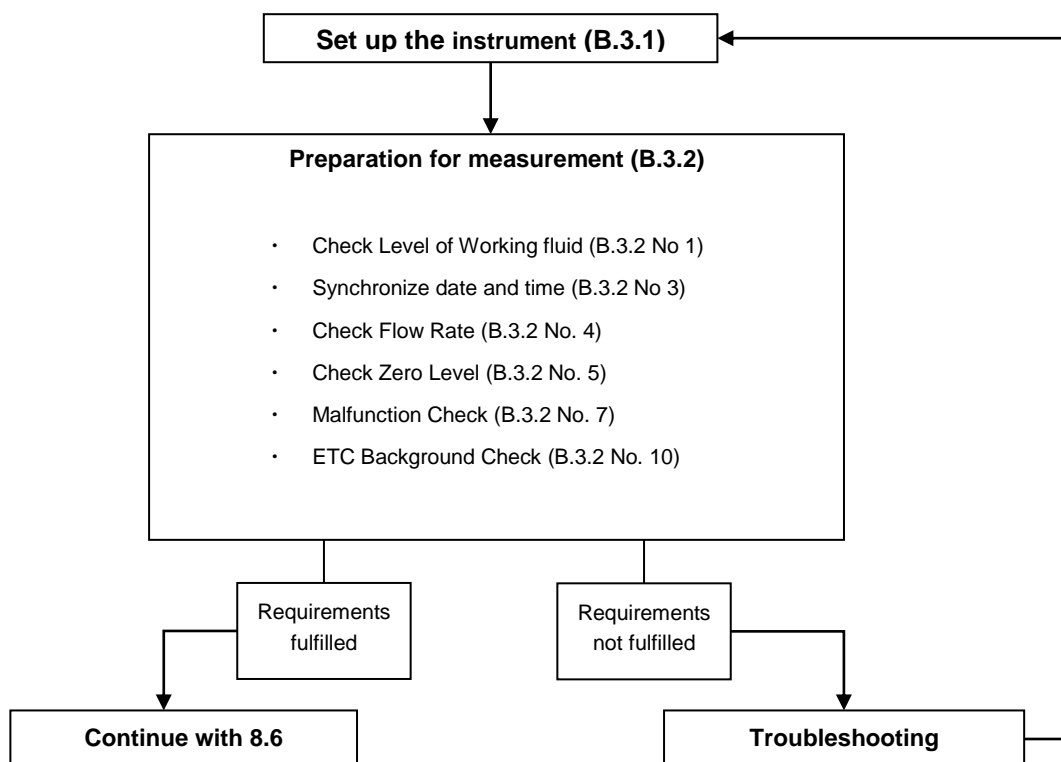 Set up the instrument (B.3.1)
Preparation for measurement (B.3.2)
・ Check Level of Working fluid (B.3.2 No 1)
・ Synchronize date and time (B.3.2 No 3)
・ Check Flow Rate (B.3.2 No. 4)
・ Check Zero Level (B.3.2 No. 5)
・ Malfunction Check (B.3.2 No. 7)
・ ETC Background Check (B.3.2 No. 10)
Requirements
fulfilled
Requirements
not fulfilled
Continue with 8.6
Troubleshooting